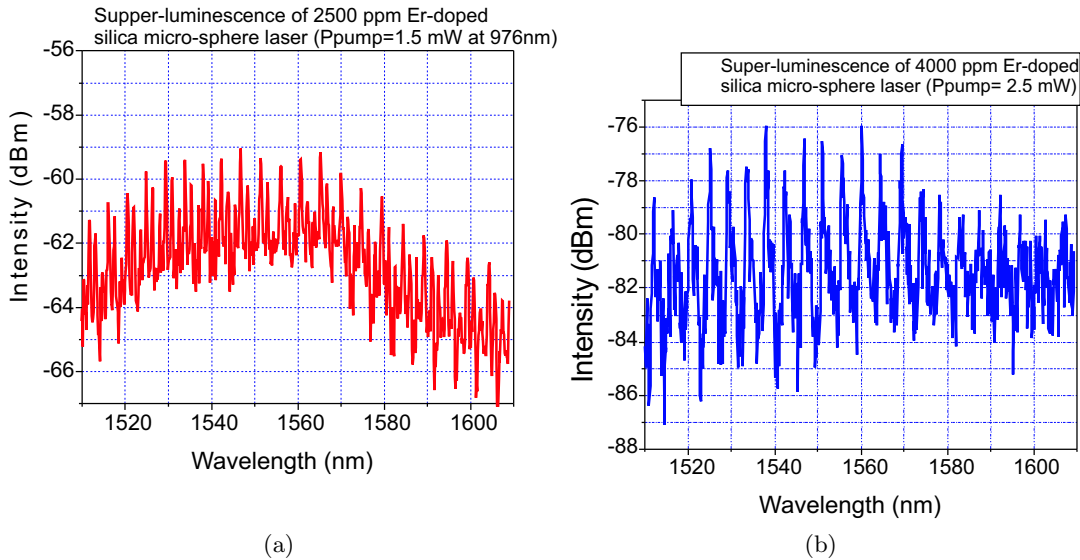 Supper-luminescence of 2500 ppm Er-doped
silica micro-sphere laser (Ppump=1.5 mW at 976nm)
-56
-58
-60
-62
-64
-66
Intensity (dBm)
1520
1540
1560
1580
1600
Wavelength (nm)
(a)
Super-luminescence of 4000 ppm Er-doped
silica micro-sphere laser (Ppump= 2.5 mW)
-76
-78
-80
-82
-84
-86
-88
Intensity (dBm)
1520
1540
1560
1580
1600
Wavelength (nm)
(b)